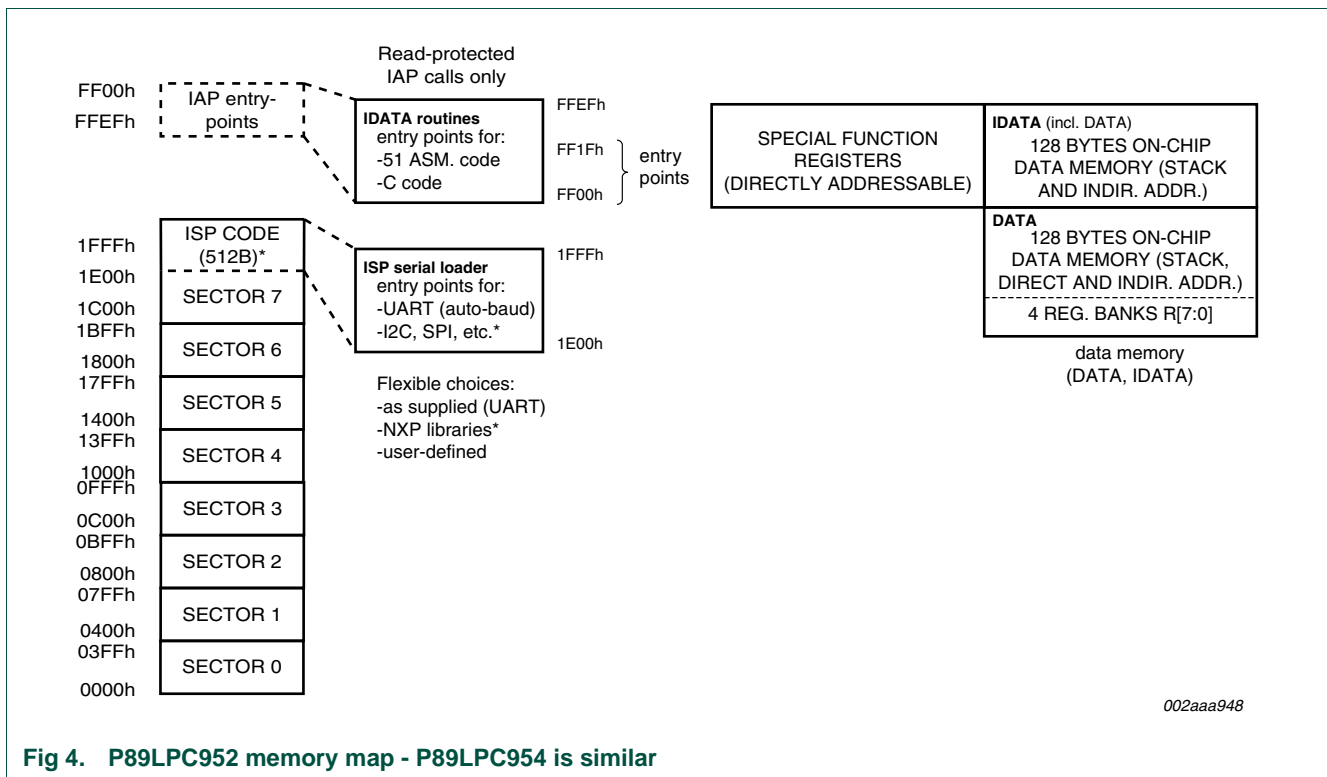 Read-protected
IAP calls only
FF00h
FFEFh
IAP entry-
points
IDATA routines
entry points for:
-51 ASM. code
-C code
FFEFh
FF1Fh
FF00h
entry
points
SPECIAL FUNCTION
REGISTERS
(DIRECTLY ADDRESSABLE)
IDATA (incl. DATA)
128 BYTES ON-CHIP
DATA MEMORY (STACK
AND INDIR. ADDR.)
DATA
128 BYTES ON-CHIP
DATA MEMORY (STACK,
DIRECT AND INDIR. ADDR.)
4 REG. BANKS R[7:0]
data memory
(DATA, IDATA)
1FFFh
ISP CODE
(512B)*
1E00h
SECTOR 7
1C00h
1BFFh
SECTOR 6
1800h
17FFh
SECTOR 5
1400h
13FFh
SECTOR 4
1000h
0FFFh
SECTOR 3
0C00h
0BFFh
SECTOR 2
0800h
07FFh
SECTOR 1
0400h
03FFh
SECTOR 0
0000h
ISP serial loader
entry points for:
-UART (auto-baud)
-I2C, SPI, etc.*
1FFFh
1E00h
Flexible choices:
-as supplied (UART)
-NXP libraries*
-user-defined
002aaa948
Fig 4. P89LPC952 memory map - P89LPC954 is similar